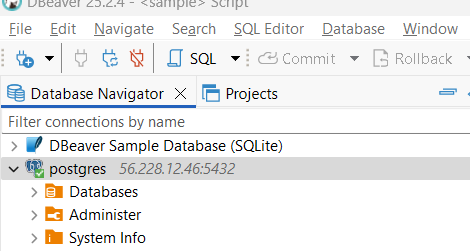 DBeaver 25.2.4 - <sample> Script
File Edit Navigate Search SQL Editor Database Window
SQL Commit Rollback
Database Navigator Projects
Filter connections by name
DBeaver Sample Database (SQLite)
postgres 56.228.12.46:5432
Databases
Administer
System Info